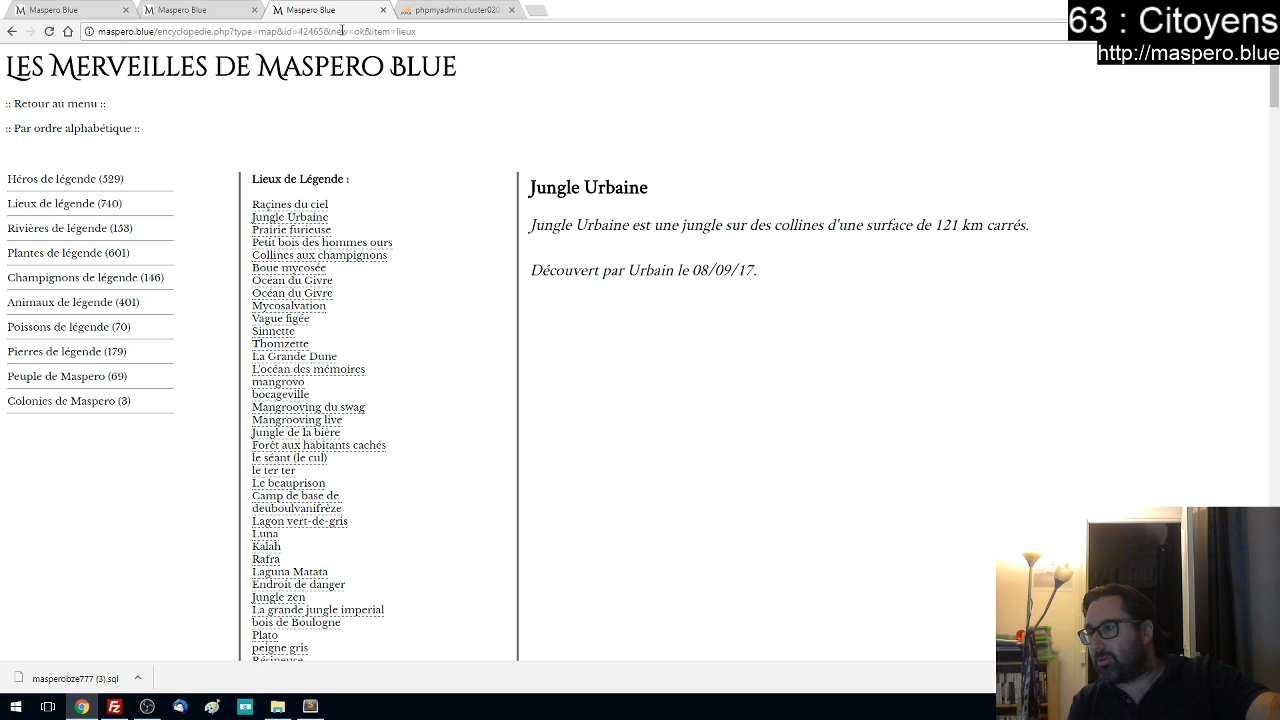 Maspero Blue
Maspero Blue
Maspero Blue
phpmyadmin.cluster020
maspero.blue/encyclopedie.php?type=map&id=42465&new=ok&item=lieux
63 : Citoyens
http://maspero.blue
Les Merveilles de Maspero Blue
:: Retour au menu ::
:: Par ordre alphabétique ::
Héros de légende (529)
Lieux de légende (740)
Rivières de légende (153)
Plantes de légende (601)
Champignons de légende (146)
Animaux de légende (401)
Poissons de légende (70)
Pierres de légende (179)
Peuple de Maspero (69)
Colonies de Maspero (3)
Lieux de Légende :
Raçines du ciel
Jungle Urbaine
Prairie furieuse
Petit bois des hommes ours
Collines aux champignons
Boue mycosée
Océan du Givre
Océan du Givre
Mycosalvation
Vague figée
Sinnette
Thomzette
La Grande Dune
L'océan des mémoires
mangrovo
bocageville
Mangrooving du swag
Mangrooving live
Jungle de la bière
Forêt aux habitants cachés
le séant (le cul)
le ter ter
Le beauprison
Camp de base de
deuboulvanifrèze
Lagon vert-de-gris
Luna
Kalah
Rafra
Laguna Matata
Endroit de danger
Jungle zen
La grande jungle imperial
bois de Boulogne
Plato
peigne gris
Résineuse
Jungle Urbaine
Jungle Urbaine est une jungle sur des collines d'une surface de 121 km carrés.
Découvert par Urbain le 08/09/17.
masperobze777 (3).sql